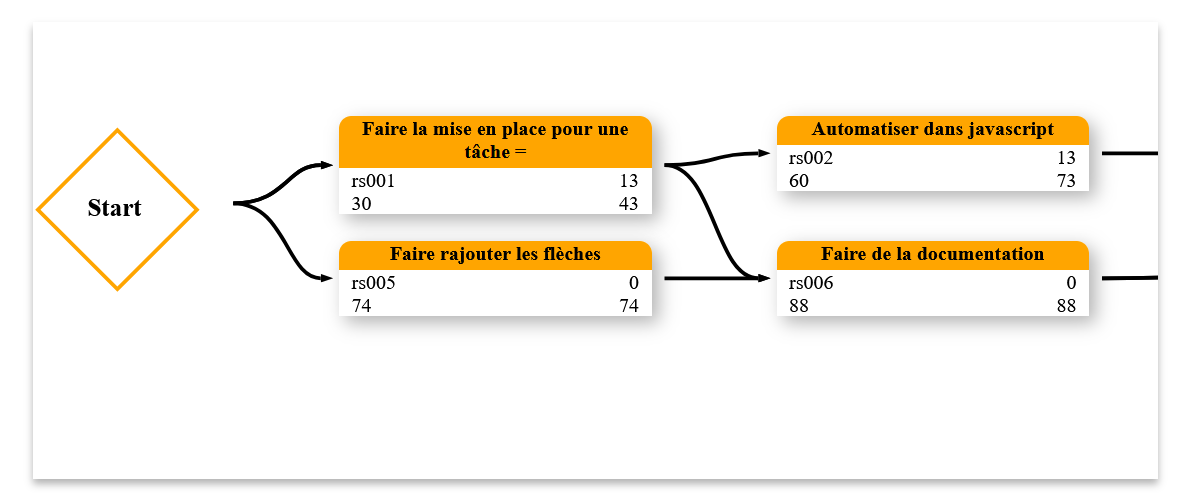 Start
Faire la mise en place pour une
tâche =
rs001 13
30 43
Faire rajouter les flèches
rs005 0
74 74
Automatiser dans javascript
rs002 13
60 73
Faire de la documentation
rs006 0
88 88